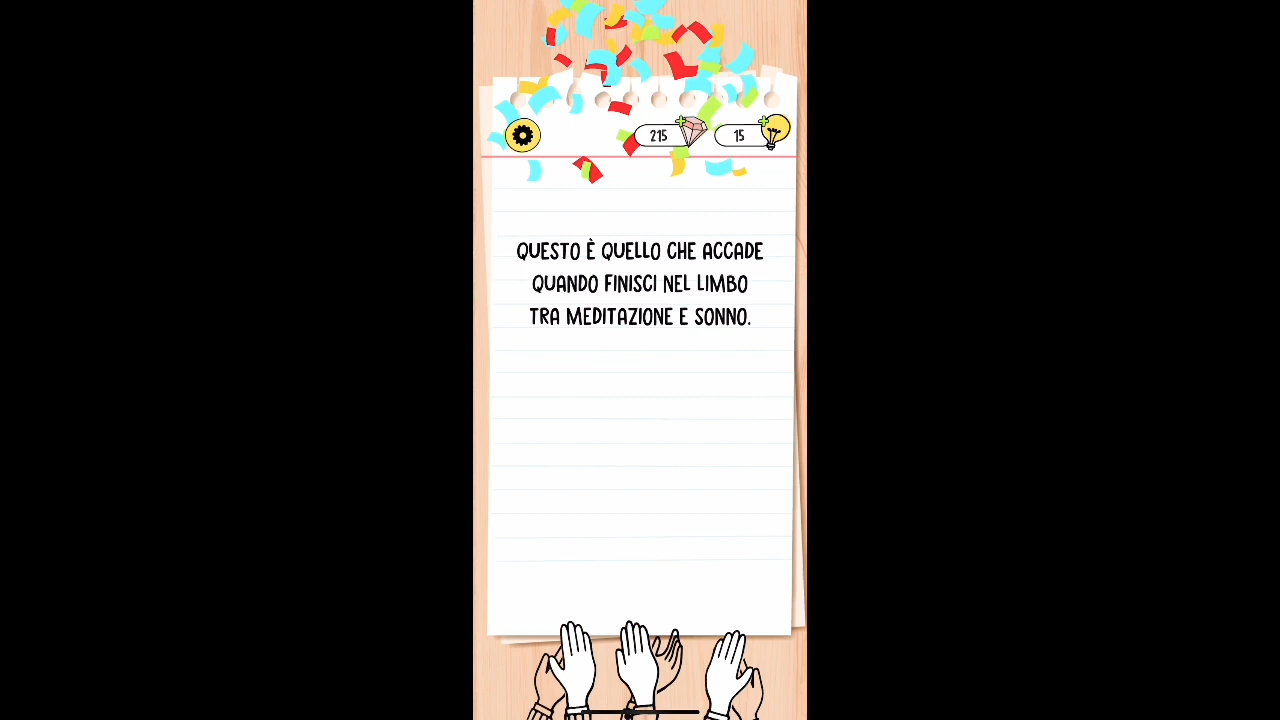 215
15
QUESTO È QUELLO CHE ACCADE
QUANDO FINISCI NEL LIMBO
TRA MEDITAZIONE E SONNO.